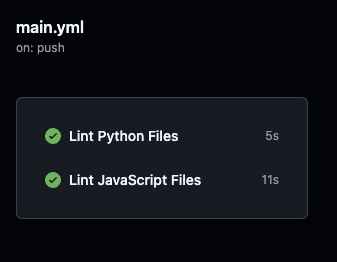 main.yml
on: push
Lint Python Files 5s
Lint JavaScript Files 11s